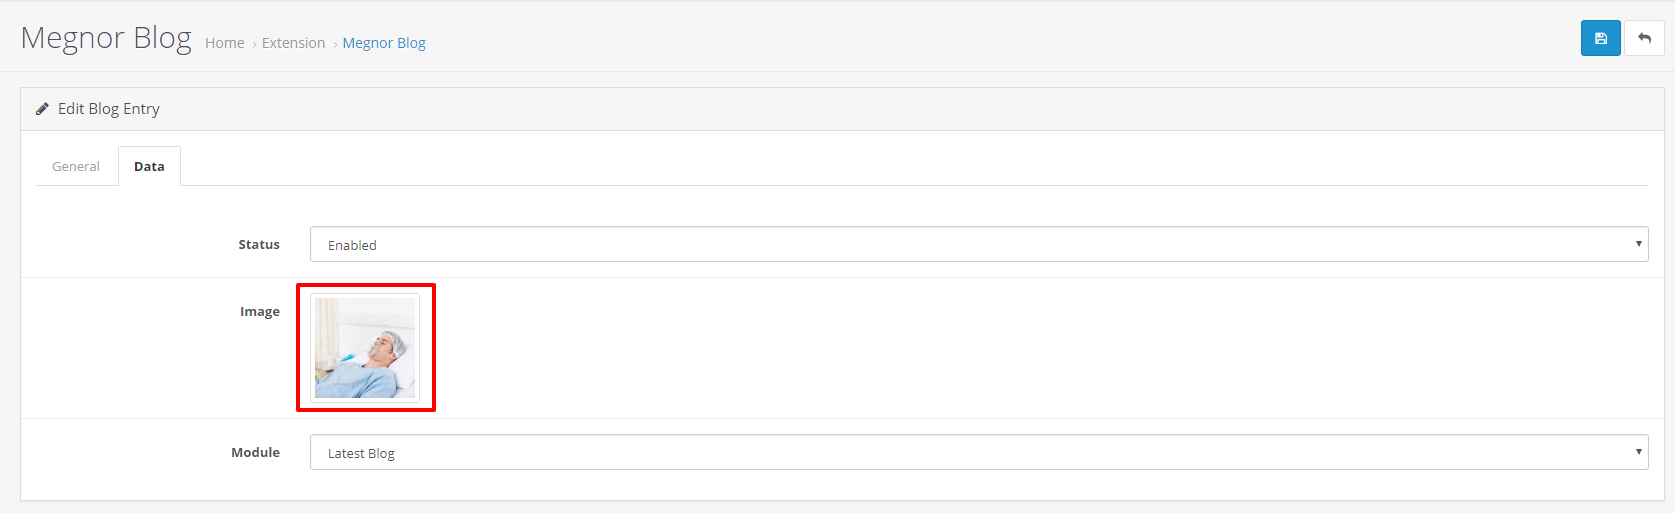 Megnor Blog Home › Extension › Megnor Blog
Edit Blog Entry
General Data
Status Enabled
Image
Module Latest Blog